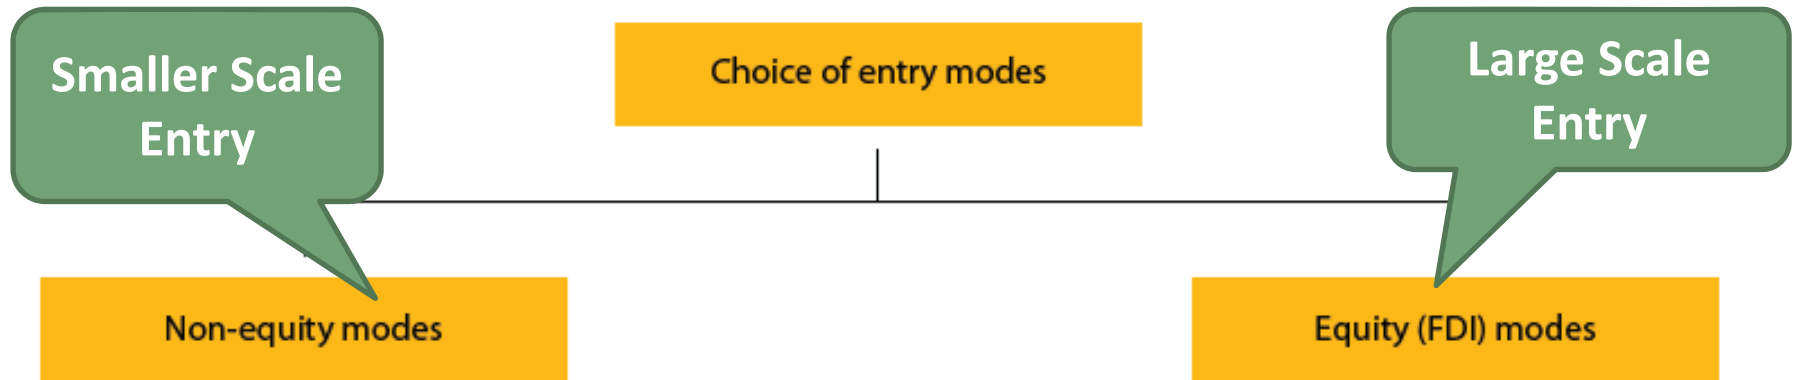 Smaller Scale
Entry
Choice of entry modes
Large Scale
Entry
Non-equity modes
Equity (FDI) modes